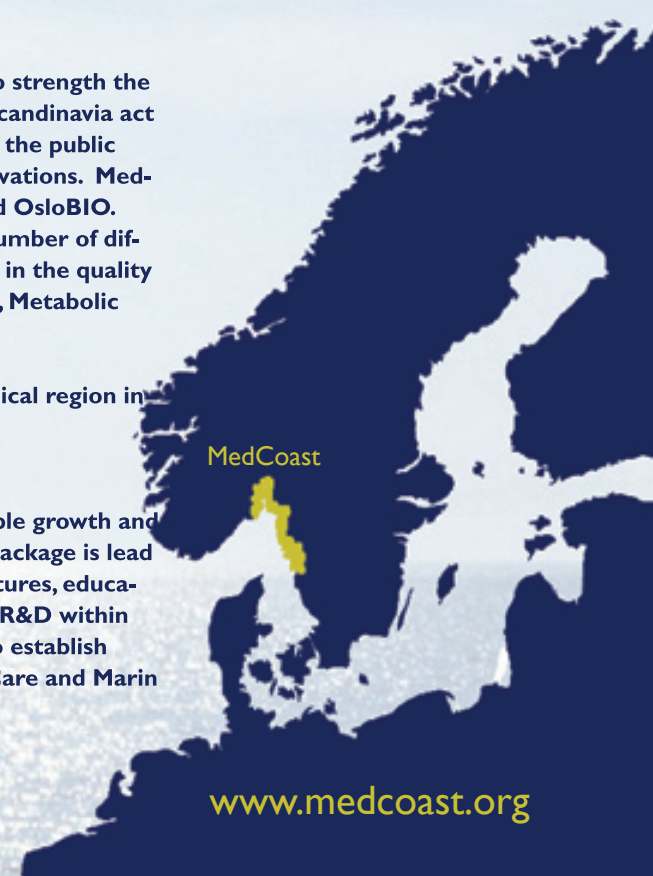 o strength the
candinavia act
the public
vations.  Med-
d OsloBIO.
umber of dif-
in the quality
, Metabolic
ical region in
MedCoast
ble growth and
ackage is lead
tures, educa-
R&D within
o establish
Care and Marin
www.medcoast.org